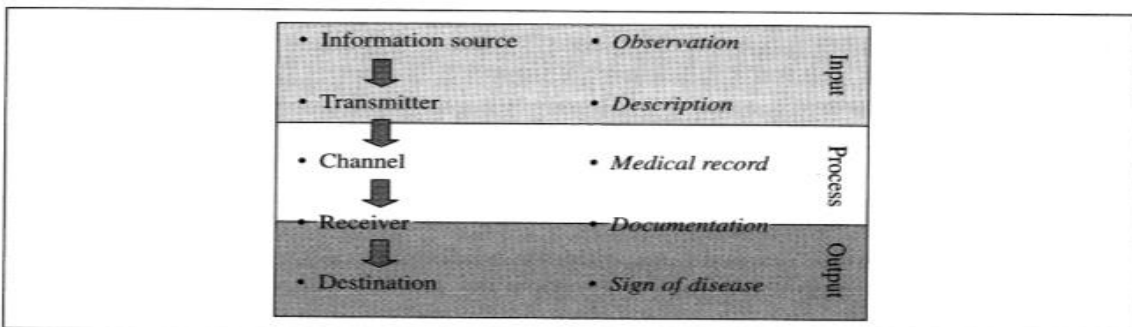 • Information source • Observation
• Transmitter • Description
Input
• Channel • Medical record
Process
• Receiver • Documentation
• Destination • Sign of disease
Output